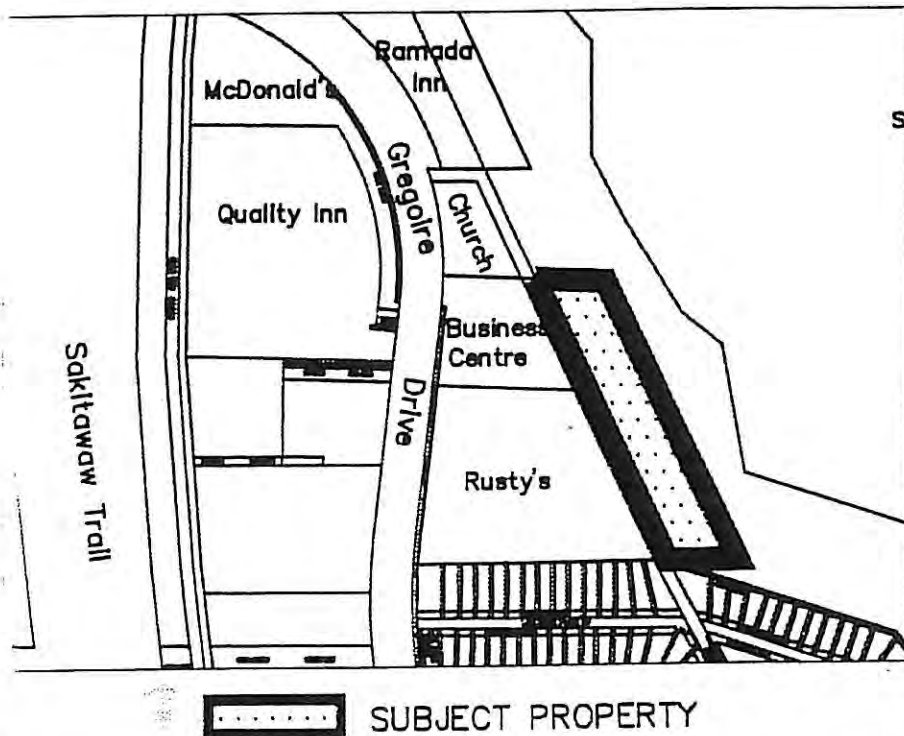 Ramada
Inn
McDonald's
S
Gregoire
Quality Inn
Church
Business
Centre
Sakitawaw Trail
Drive
Rusty's
SUBJECT PROPERTY